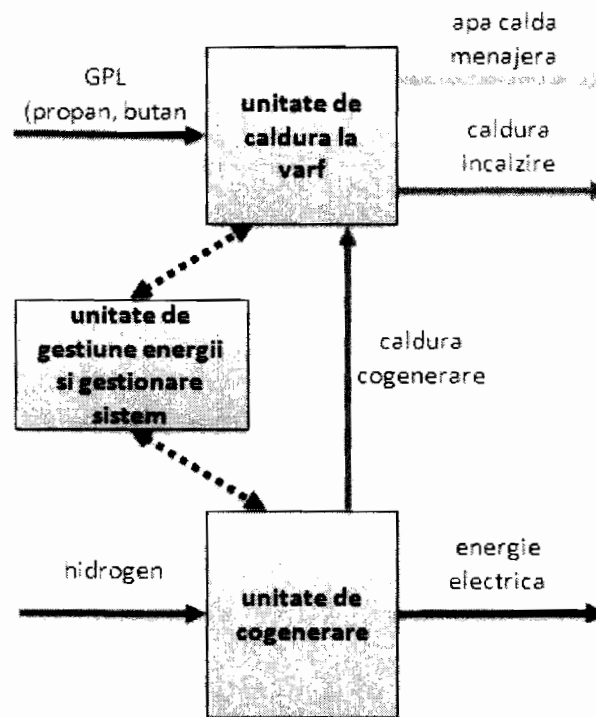 apa calda
menajera
GPL
(propan, butan
unitate de
caldura la
varf
caldura
incalzire
unitate de
gestiune energii
si gestionare
sistem
caldura
cogenerare
hidrogen
unitate de
cogenerare
energie
electrica